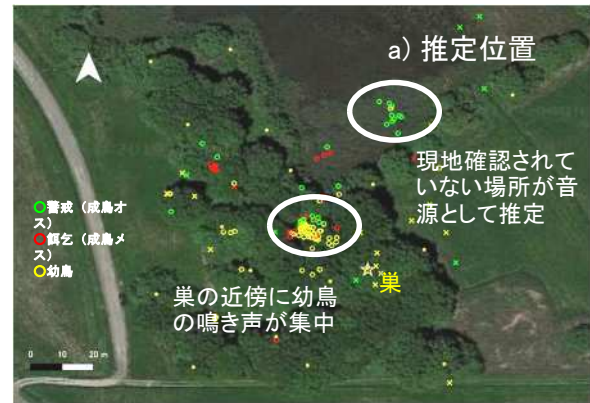 a) 推定位置
現地確認されて
いない場所が音
源として推定
警戒（成鳥オ
ス）
餌乞（成鳥メ
ス）
幼鳥
巣
巣の近傍に幼鳥
の鳴き声が集中
0 10 20 m